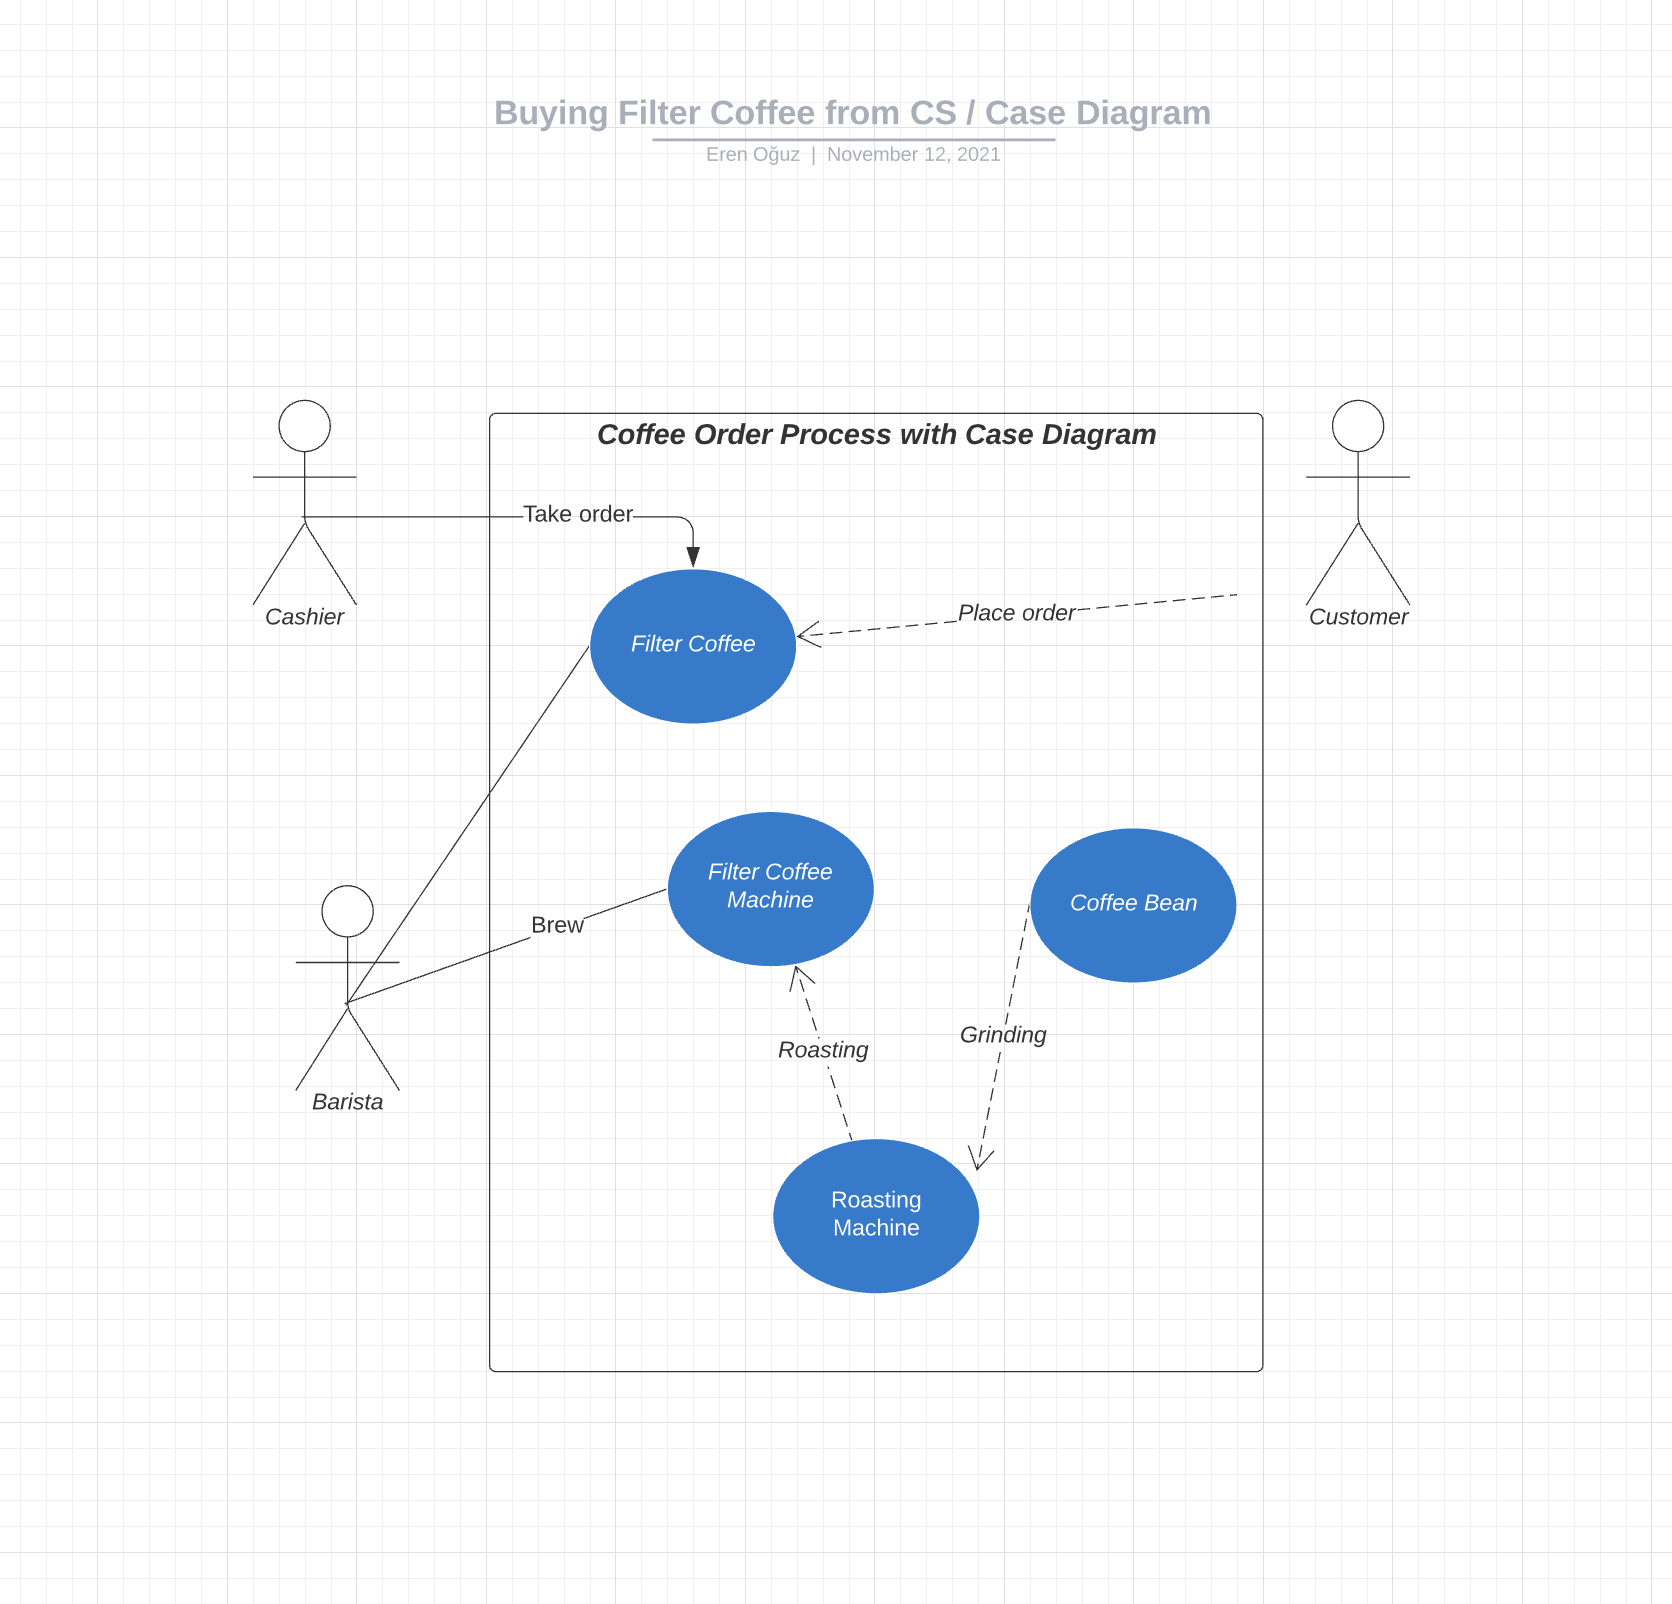 Buying Filter Coffee from CS / Case Diagram
Eren Oğuz | November 12, 2021
Coffee Order Process with Case Diagram
Take order
Cashier
Customer
Place order
Filter Coffee
Filter Coffee
Machine
Coffee Bean
Brew
Barista
Roasting
Grinding
Roasting
Machine